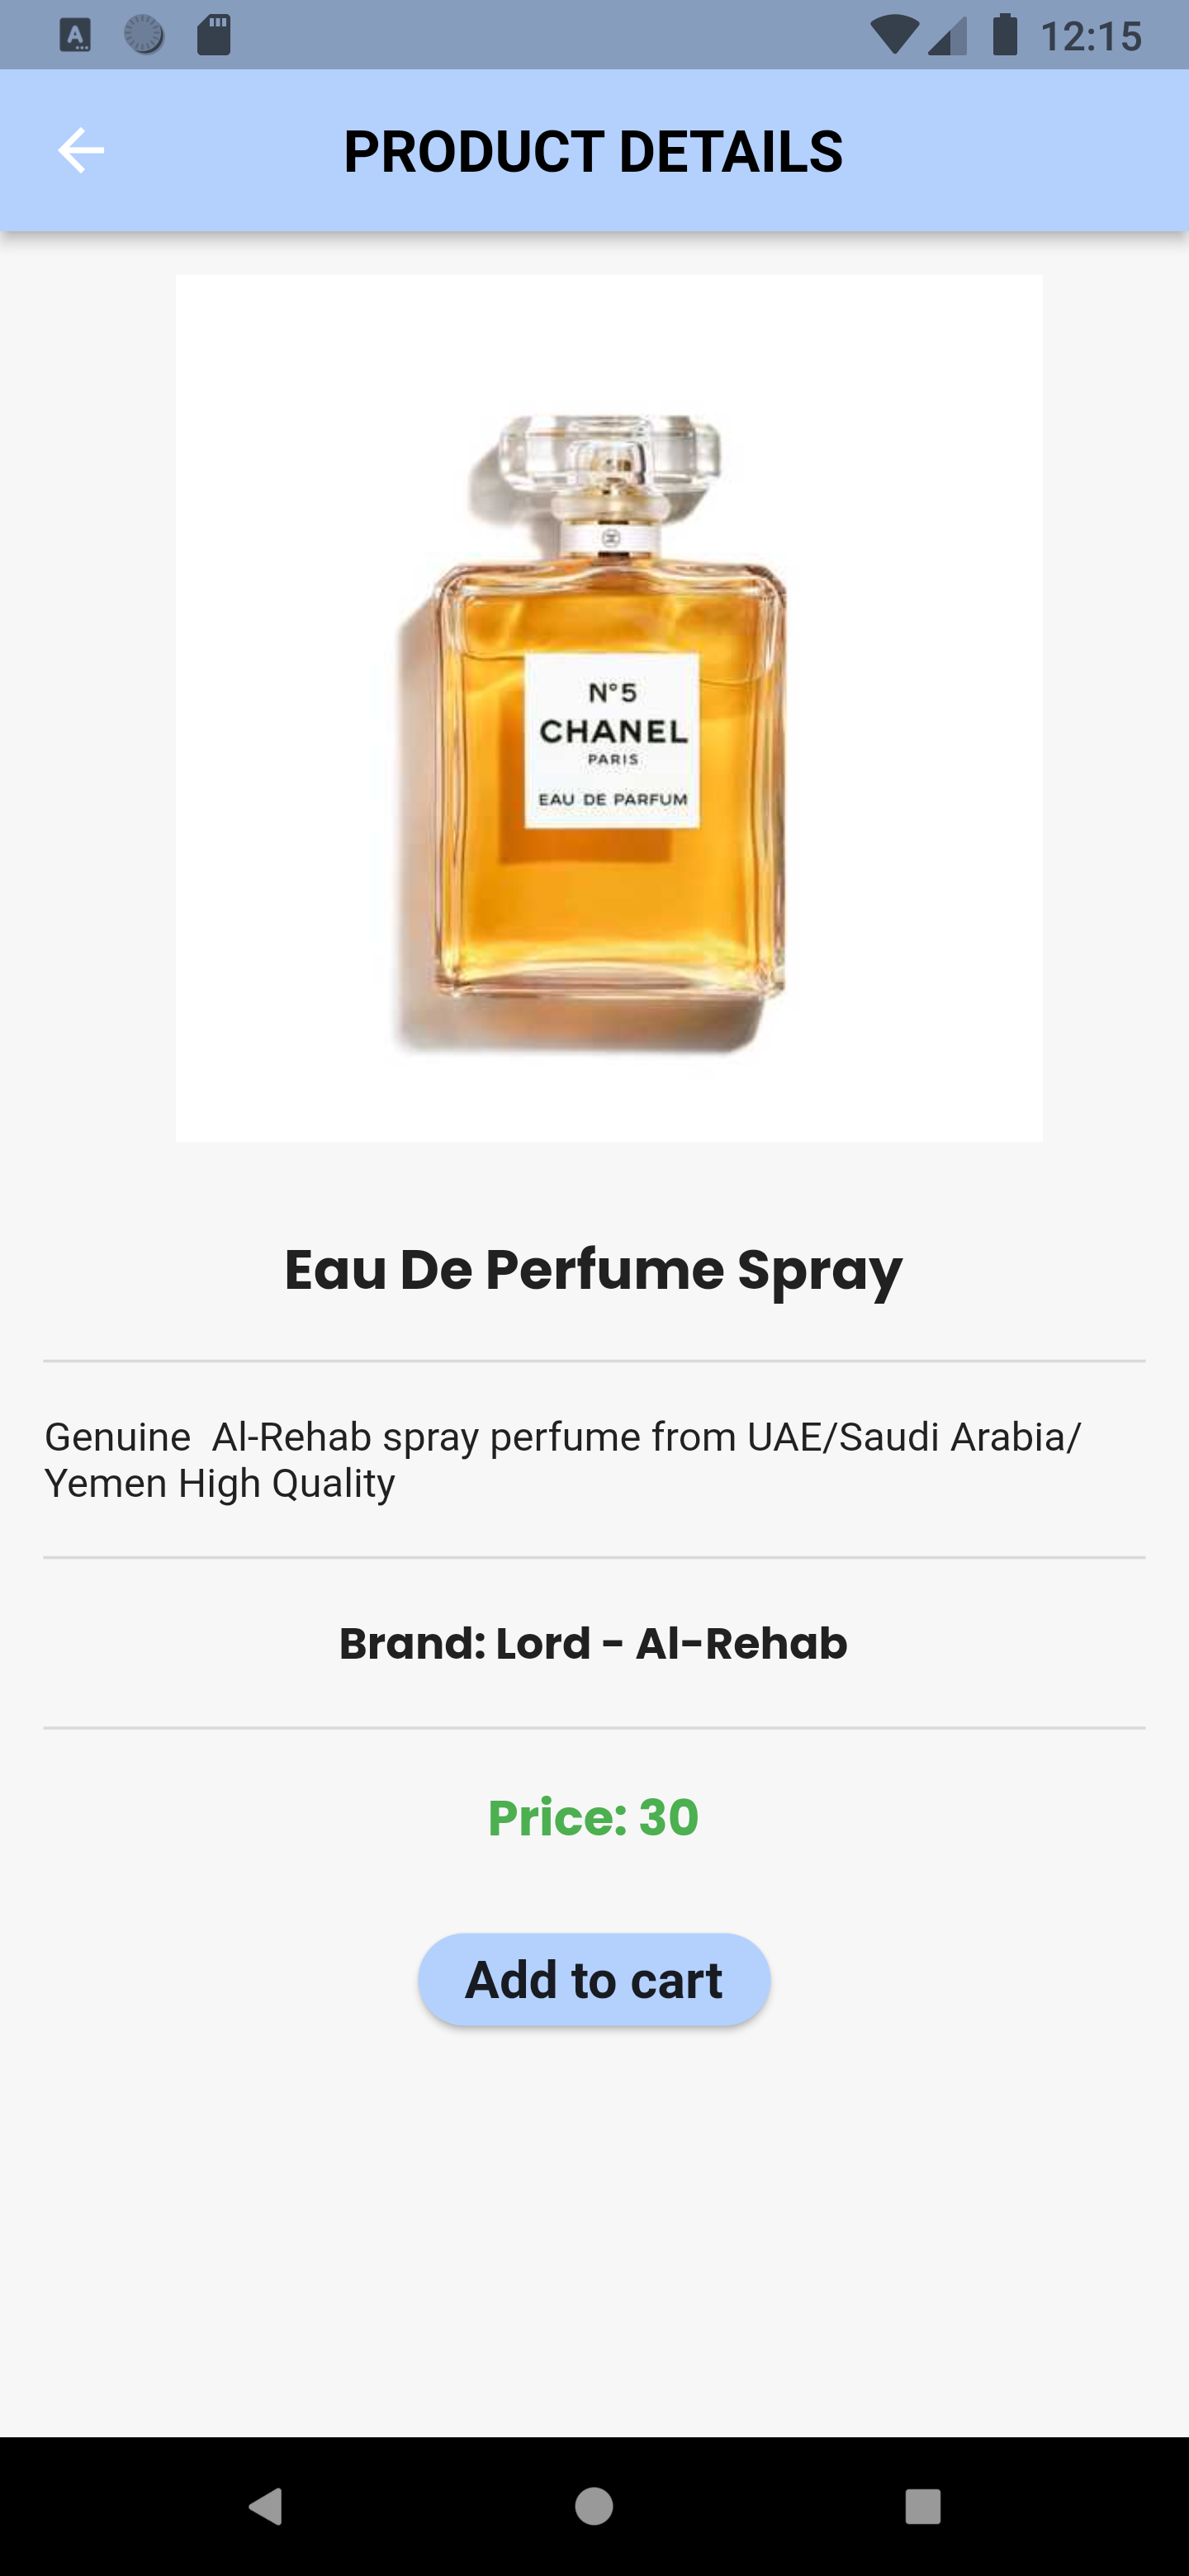 12:15
PRODUCT DETAILS
N°5
CHANEL
PARIS
EAU DE PARFUM
Eau De Perfume Spray
Genuine  Al-Rehab spray perfume from UAE/Saudi Arabia/
Yemen High Quality
Brand: Lord - Al-Rehab
Price: 30
Add to cart